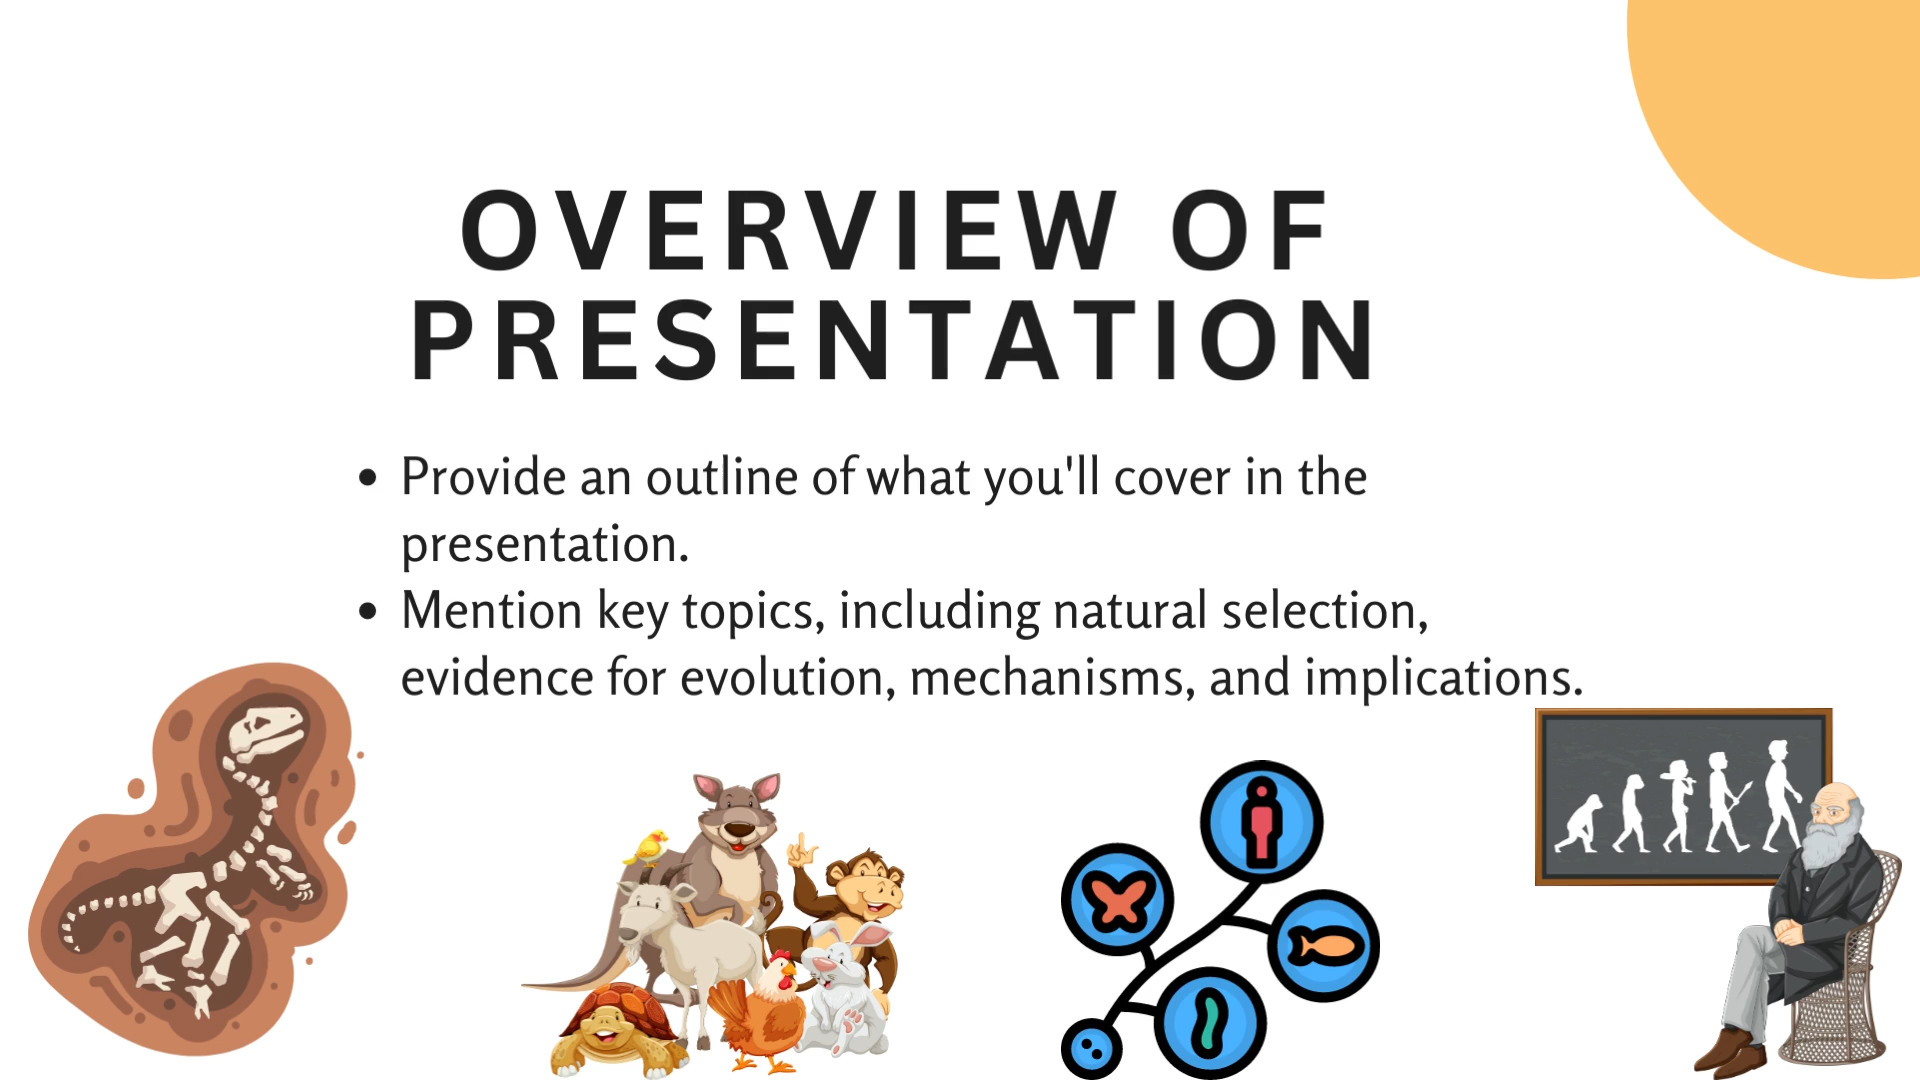 OVERVIEW OF
PRESENTATION
• Provide an outline of what you'll cover in the
presentation.
• Mention key topics, including natural selection,
evidence for evolution, mechanisms, and implications.